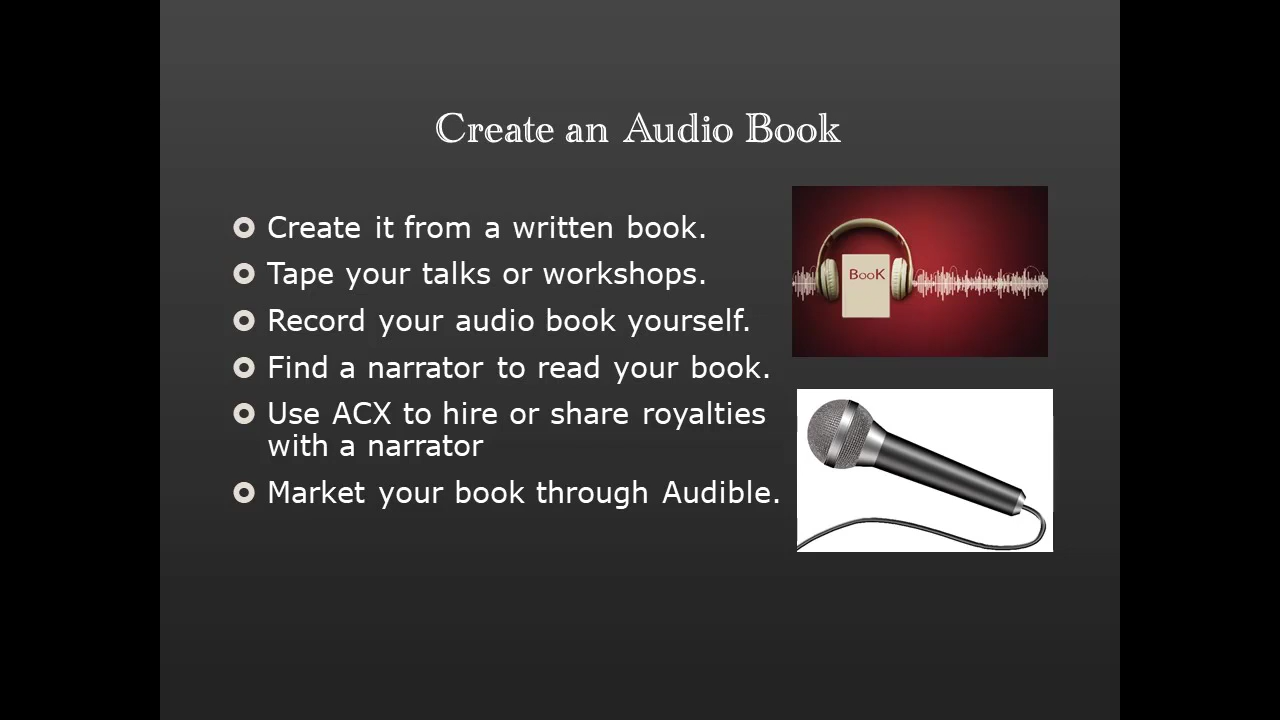 Create an Audio Book
Create it from a written book.
Tape your talks or workshops.
Record your audio book yourself.
Find a narrator to read your book.
Use ACX to hire or share royalties
with a narrator
Market your book through Audible.
BooK